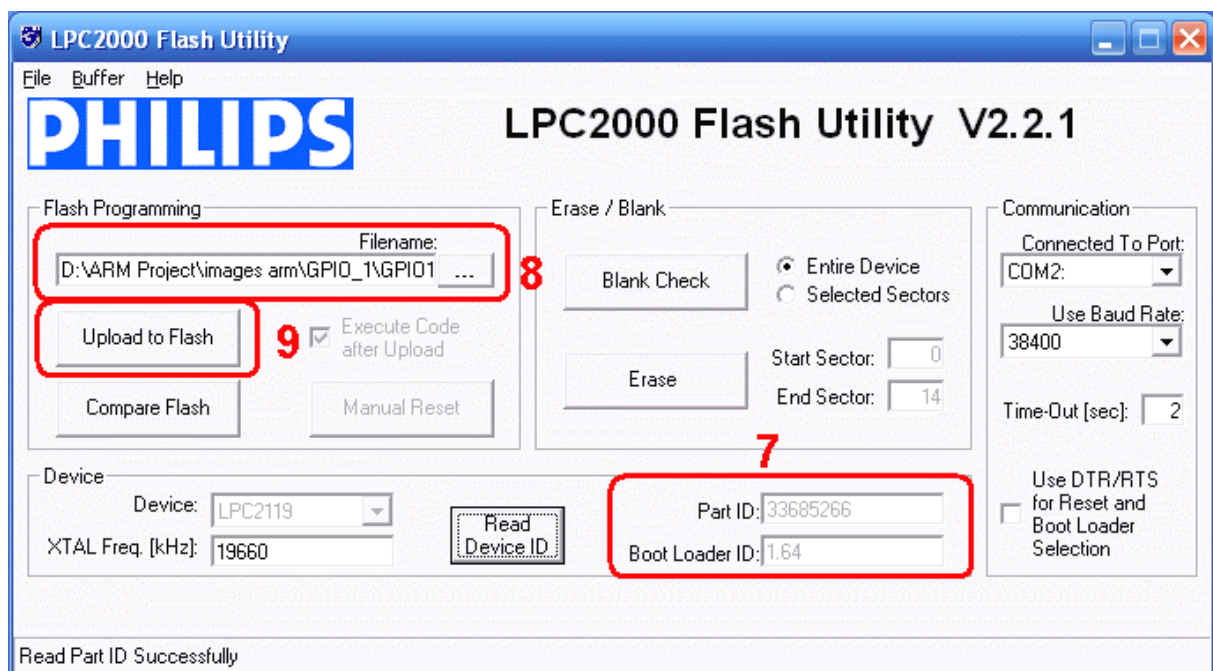 LPC2000 Flash Utility
File Buffer Help
PHILIPS
LPC2000 Flash Utility V2.2.1
Flash Programming
Filename:
D:\ARM Project\images arm\GPIO_1\GPIO1 ...
8
Upload to Flash
9
Execute Code
after Upload
Compare Flash
Manual Reset
Erase / Blank
Blank Check
Entire Device
Selected Sectors
Erase
Start Sector: 0
End Sector: 14
Communication
Connected To Port:
COM2:
Use Baud Rate:
38400
Time-Out [sec]: 2
Use DTR/RTS
for Reset and
Boot Loader
Selection
Device
Device: LPC2119
XTAL Freq. [kHz]: 19660
Read
Device ID
7
Part ID: 33685266
Boot Loader ID: 1.64
Read Part ID Successfully